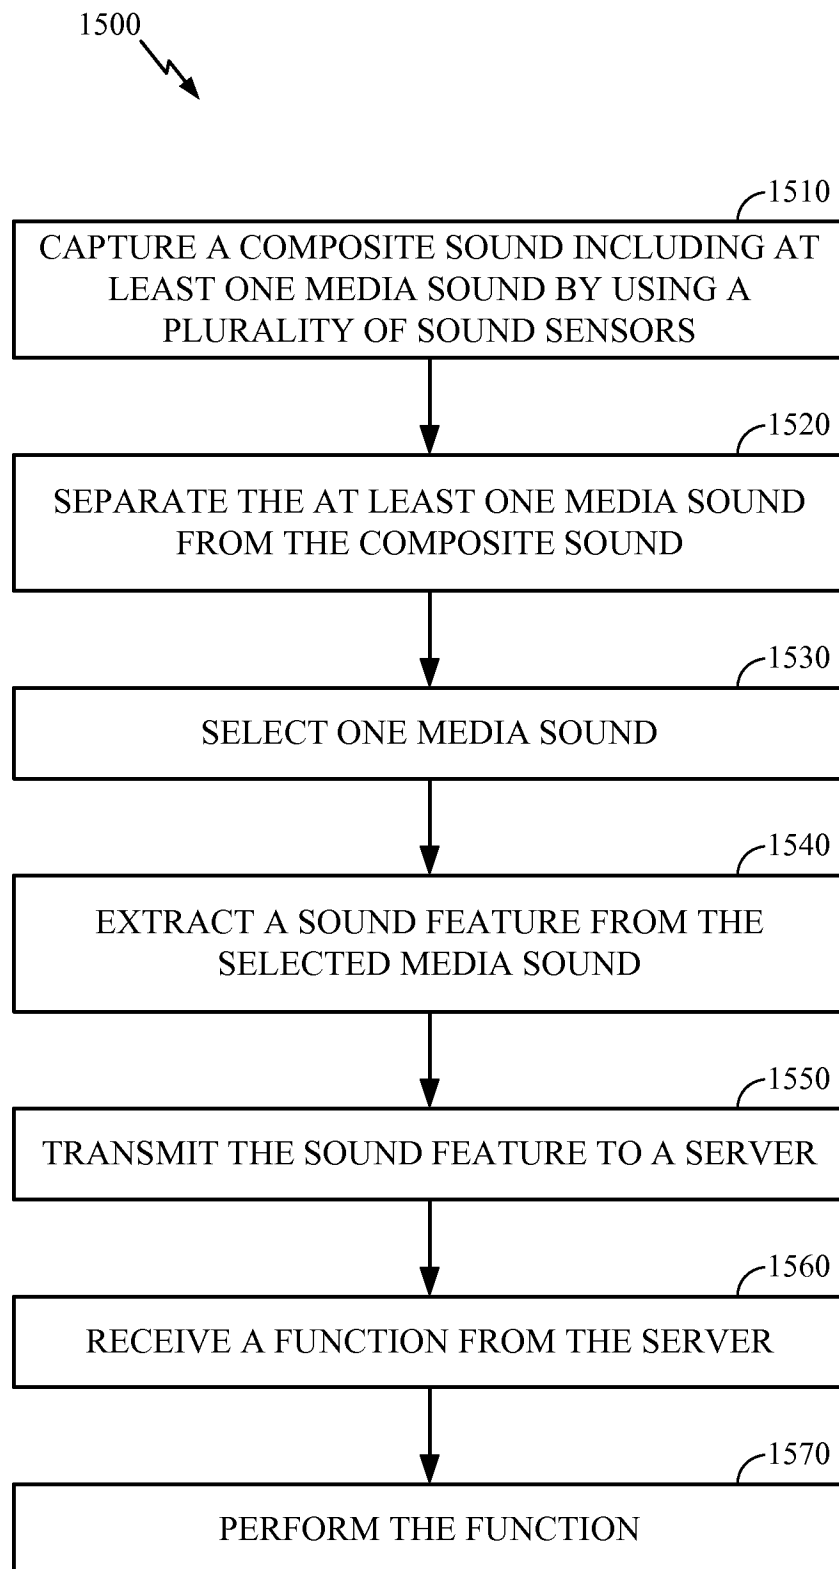 1500
1510
CAPTURE A COMPOSITE SOUND INCLUDING AT
LEAST ONE MEDIA SOUND BY USING A
PLURALITY OF SOUND SENSORS
1520
SEPARATE THE AT LEAST ONE MEDIA SOUND
FROM THE COMPOSITE SOUND
1530
SELECT ONE MEDIA SOUND
1540
EXTRACT A SOUND FEATURE FROM THE
SELECTED MEDIA SOUND
1550
TRANSMIT THE SOUND FEATURE TO A SERVER
1560
RECEIVE A FUNCTION FROM THE SERVER
1570
PERFORM THE FUNCTION